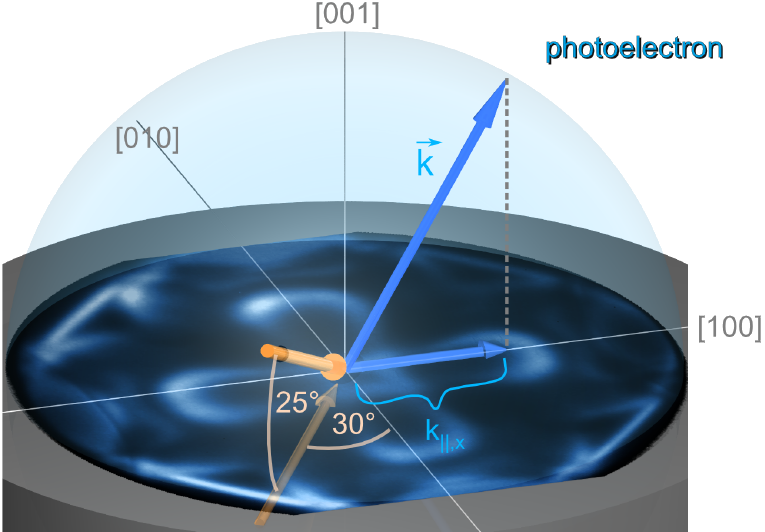 [001]
photoelectron
[010]
k
[100]
25°
30°
k||,x